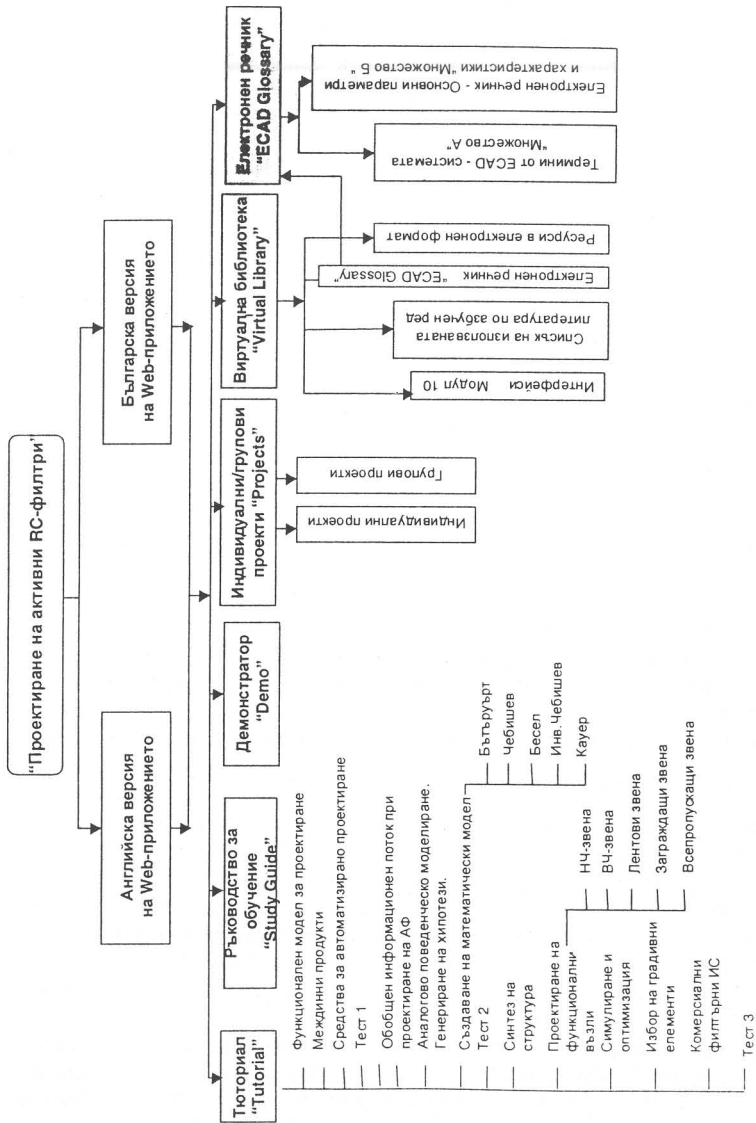 “Проектиране на активни RC-филтри”
Английска версия
на Web-приложението
Българска версия
на Web-приложението
Тюториал
“Tutorial”
Ръководство за
обучение
“Study Guide”
Демонстратор
“Demo”
Индивидуални/групови
проекти “Projects”
Виртуална библиотека
“Virtual Library”
Електронен речник
“ECAD Glossary”
Функционален модел за проектиране
Междинни продукти
Средства за автоматизирано проектиране
Тест 1
Обобщен информационен поток при
проектиране на АФ
Аналогово поведенческо моделиране.
Генериране на хипотези.
Създаване на математически модел
Бътъруърт
Чебишев
Бесел
Инв.Чебишев
Кауер
Тест 2
Синтез на
структура
Проектиране на
функционални
възли
НЧ-звена
ВЧ-звена
Лентови звена
Заграждащи звена
Всепропускащи звена
Симулиране и
оптимизация
Избор на градивни
елементи
Комерсиални
филтърни ИС
Тест 3
Индивидуални проекти
Групови проекти
Интерфейси Модул 10
Списък на използваната
литература по азбучен ред
Електронен речник “ECAD Glossary”
Ресурси в електронен формат
Термини от ECAD - системата
“Множество А”
Електронен речник - Основни параметри
и характеристики “Множество Б”